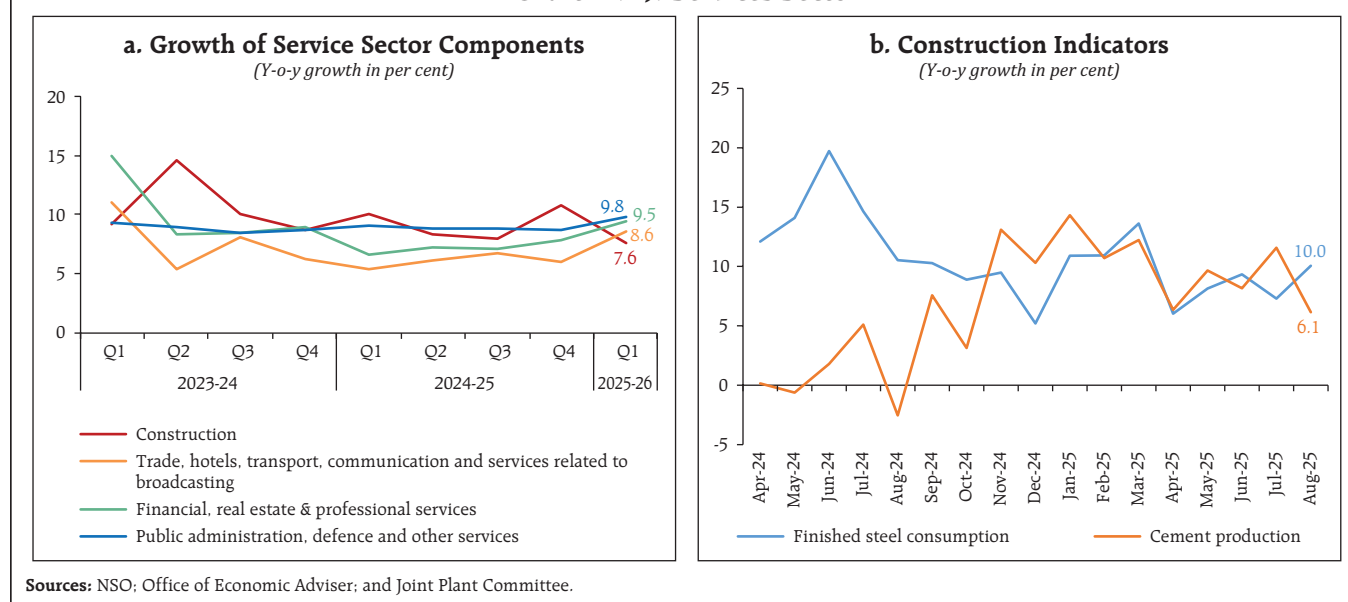 a. Growth of Service Sector Components
(Y-o-y growth in per cent)
20
15
10
5
0
9.8
9.5
8.6
7.6
Q1 Q2 Q3 Q4 Q1 Q2 Q3 Q4 Q1
2023-24 2024-25 2025-26
Construction
Trade, hotels, transport, communication and services related to
broadcasting
Financial, real estate & professional services
Public administration, defence and other services
b. Construction Indicators
(Y-o-y growth in per cent)
25
20
15
10
5
0
-5
10.0
6.1
Apr-24
May-24
Jun-24
Jul-24
Aug-24
Sep-24
Oct-24
Nov-24
Dec-24
Jan-25
Feb-25
Mar-25
Apr-25
May-25
Jun-25
Jul-25
Aug-25
Finished steel consumption Cement production
Sources: NSO; Office of Economic Adviser; and Joint Plant Committee.